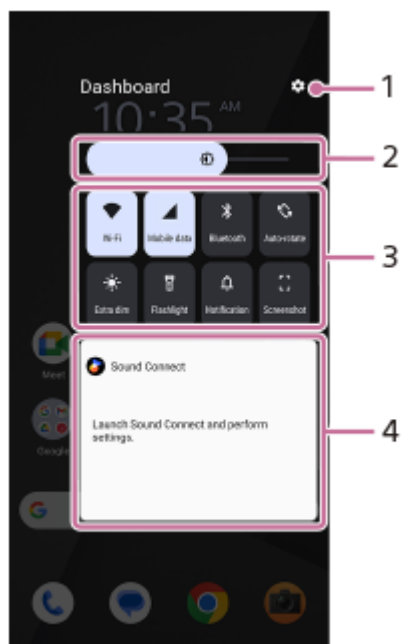 Dashboard
1
10:35 AM
2
Wi-Fi
Mobile data
Bluetooth
Auto-rotate
3
Extra dim
Flashlight
Notification
Screenshot
Sound Connect
Meet
Launch Sound Connect and perform
settings.
4
Google